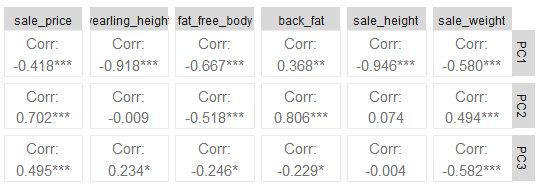 sale_price yearling_height fat_free_body back_fat sale_height sale_weight
Corr: Corr: Corr: Corr: Corr: Corr: PC1
-0.418*** -0.918*** -0.667*** 0.368** -0.946*** -0.580***
Corr: Corr: Corr: Corr: Corr: Corr: PC2
0.702*** -0.009 -0.518*** 0.806*** 0.074 0.494***
Corr: Corr: Corr: Corr: Corr: Corr: PC3
0.495*** 0.234* -0.246* -0.229* -0.004 -0.582***